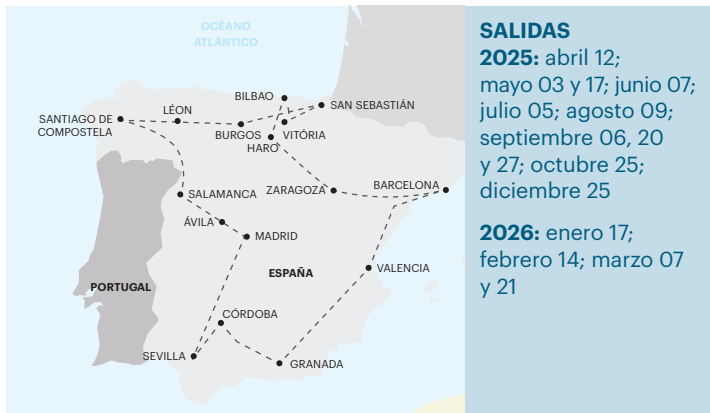 OCÉANO
ATLÁNTICO
BILBAO
SAN SEBASTIÁN
LÉON
SANTIAGO DE
COMPOSTELA
BURGOS
VITÓRIA
HARO
SALAMANCA
ZARAGOZA
BARCELONA
ÁVILA
MADRID
ESPAÑA
VALENCIA
PORTUGAL
CÓRDOBA
SEVILLA
GRANADA
SALIDAS
2025: abril 12;
mayo 03 y 17; junio 07;
julio 05; agosto 09;
septiembre 06, 20
y 27; octubre 25;
diciembre 25
2026: enero 17;
febrero 14; marzo 07
y 21